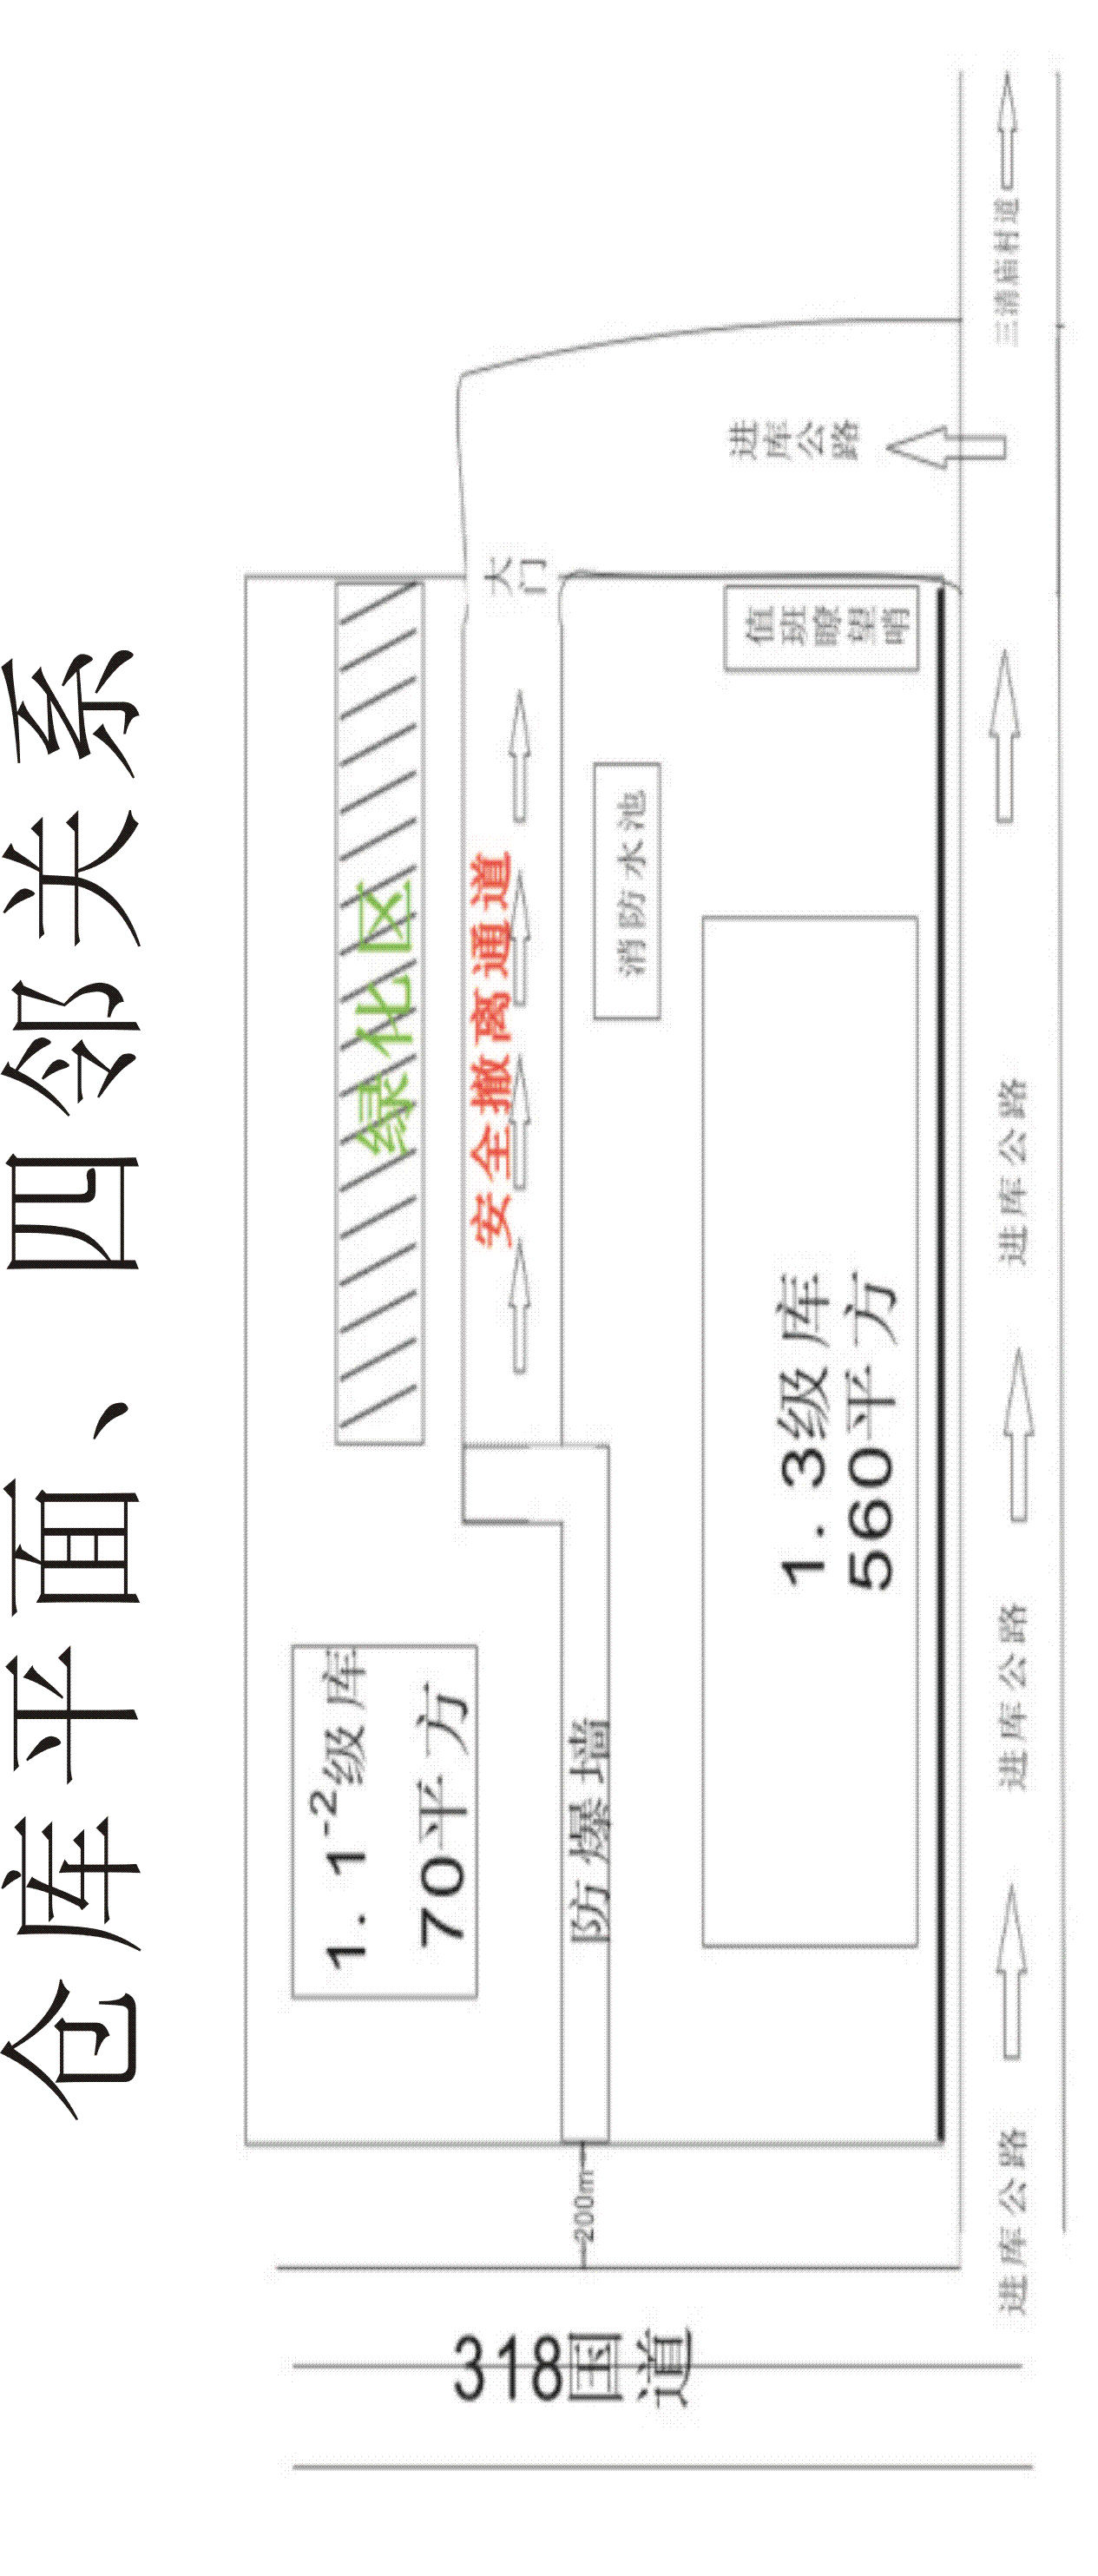 仓库平面、四邻关系
绿化区
安全撤离通道
大门
1.1-2级库
70平方
防爆墙
消防水池
值班瞭望哨
1.3级库
560平方
200m
318国道
进库公路
进库公路
进库公路
进库公路
三清庙村道